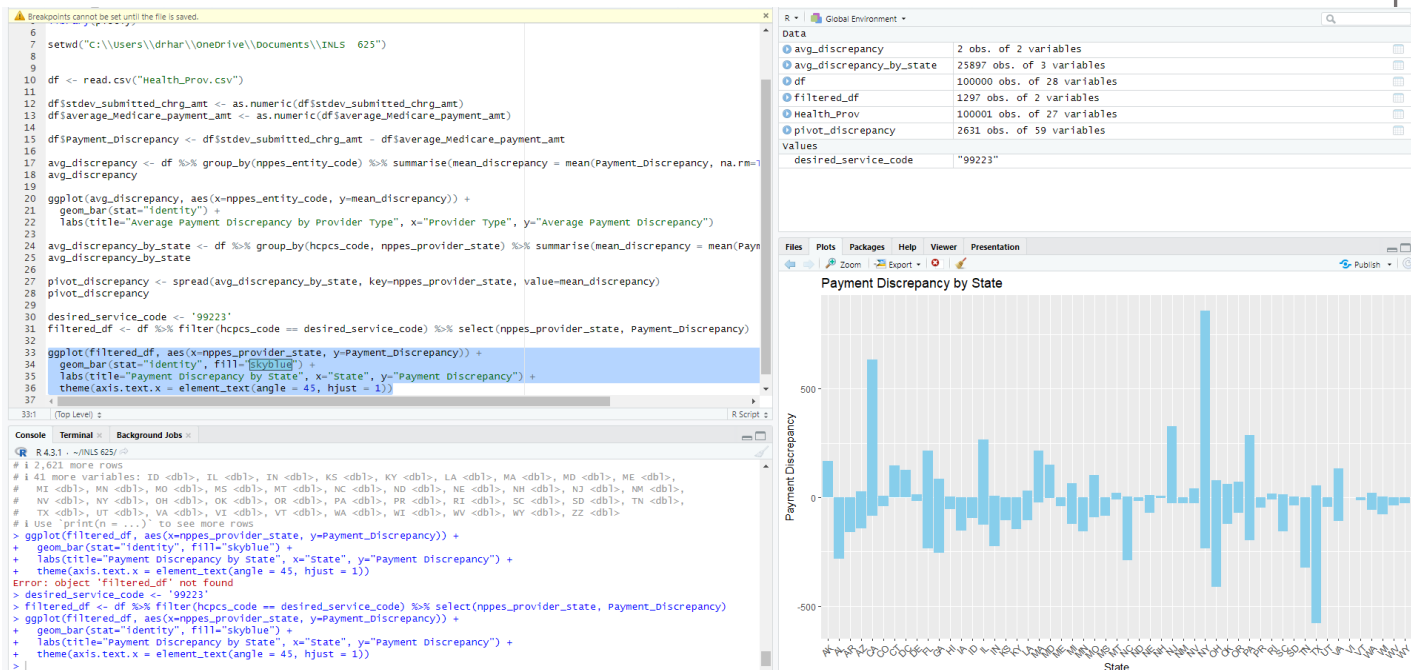 Breakpoints cannot be set until the file is saved.
6
7 setwd("C:\\Users\\drhar\\OneDrive\\Documents\\INLS  625")
8
9
10 df <- read.csv("Health_Prov.csv")
11
12 df$stdev_submitted_chrg_amt <- as.numeric(df$stdev_submitted_chrg_amt)
13 df$average_Medicare_payment_amt <- as.numeric(df$average_Medicare_payment_amt)
14
15 df$Payment_Discrepancy <- df$stdev_submitted_chrg_amt - df$average_Medicare_payment_amt
16
17 avg_discrepancy <- df %>% group_by(nppes_entity_code) %>% summarise(mean_discrepancy = mean(Payment_Discrepancy, na.rm=
18 avg_discrepancy
19
20 ggplot(avg_discrepancy, aes(x=nppes_entity_code, y=mean_discrepancy)) +
21   geom_bar(stat="identity") +
22   labs(title="Average Payment Discrepancy by Provider Type", x="Provider Type", y="Average Payment Discrepancy")
23
24 avg_discrepancy_by_state <- df %>% group_by(hcpcs_code, nppes_provider_state) %>% summarise(mean_discrepancy = mean(Paym
25 avg_discrepancy_by_state
26
27 pivot_discrepancy <- spread(avg_discrepancy_by_state, key=nppes_provider_state, value=mean_discrepancy)
28 pivot_discrepancy
29
30 desired_service_code <- '99223'
31 filtered_df <- df %>% filter(hcpcs_code == desired_service_code) %>% select(nppes_provider_state, Payment_Discrepancy)
32
33 ggplot(filtered_df, aes(x=nppes_provider_state, y=Payment_Discrepancy)) +
34   geom_bar(stat="identity", fill="skyblue") +
35   labs(title="Payment Discrepancy by State", x="State", y="Payment Discrepancy") +
36   theme(axis.text.x = element_text(angle = 45, hjust = 1))
37
33:1 (Top Level) R Script
Console Terminal Background Jobs
R 4.3.1 · ~/INLS 625/
# ℹ 2,621 more rows
# ℹ 41 more variables: ID <dbl>, IL <dbl>, IN <dbl>, KS <dbl>, KY <dbl>, LA <dbl>, MA <dbl>, MD <dbl>, ME <dbl>,
#   MI <dbl>, MN <dbl>, MO <dbl>, MS <dbl>, MT <dbl>, NC <dbl>, ND <dbl>, NE <dbl>, NH <dbl>, NJ <dbl>, NM <dbl>,
#   NV <dbl>, NY <dbl>, OH <dbl>, OK <dbl>, OR <dbl>, PA <dbl>, PR <dbl>, RI <dbl>, SC <dbl>, SD <dbl>, TN <dbl>,
#   TX <dbl>, UT <dbl>, VA <dbl>, VI <dbl>, VT <dbl>, WA <dbl>, WI <dbl>, WV <dbl>, WY <dbl>, ZZ <dbl>
# ℹ Use `print(n = ...)` to see more rows
> ggplot(filtered_df, aes(x=nppes_provider_state, y=Payment_Discrepancy)) +
+   geom_bar(stat="identity", fill="skyblue") +
+   labs(title="Payment Discrepancy by State", x="State", y="Payment Discrepancy") +
+   theme(axis.text.x = element_text(angle = 45, hjust = 1))
Error: object 'filtered_df' not found
> desired_service_code <- '99223'
> filtered_df <- df %>% filter(hcpcs_code == desired_service_code) %>% select(nppes_provider_state, Payment_Discrepancy)
> ggplot(filtered_df, aes(x=nppes_provider_state, y=Payment_Discrepancy)) +
+   geom_bar(stat="identity", fill="skyblue") +
+   labs(title="Payment Discrepancy by State", x="State", y="Payment Discrepancy") +
+   theme(axis.text.x = element_text(angle = 45, hjust = 1))
>
R Global Environment
Data
avg_discrepancy 2 obs. of 2 variables
avg_discrepancy_by_state 25897 obs. of 3 variables
df 100000 obs. of 28 variables
filtered_df 1297 obs. of 2 variables
Health_Prov 100001 obs. of 27 variables
pivot_discrepancy 2631 obs. of 59 variables
Values
desired_service_code "99223"
Files Plots Packages Help Viewer Presentation
Zoom Export Publish
Payment Discrepancy by State
500
0
-500
Payment Discrepancy
State